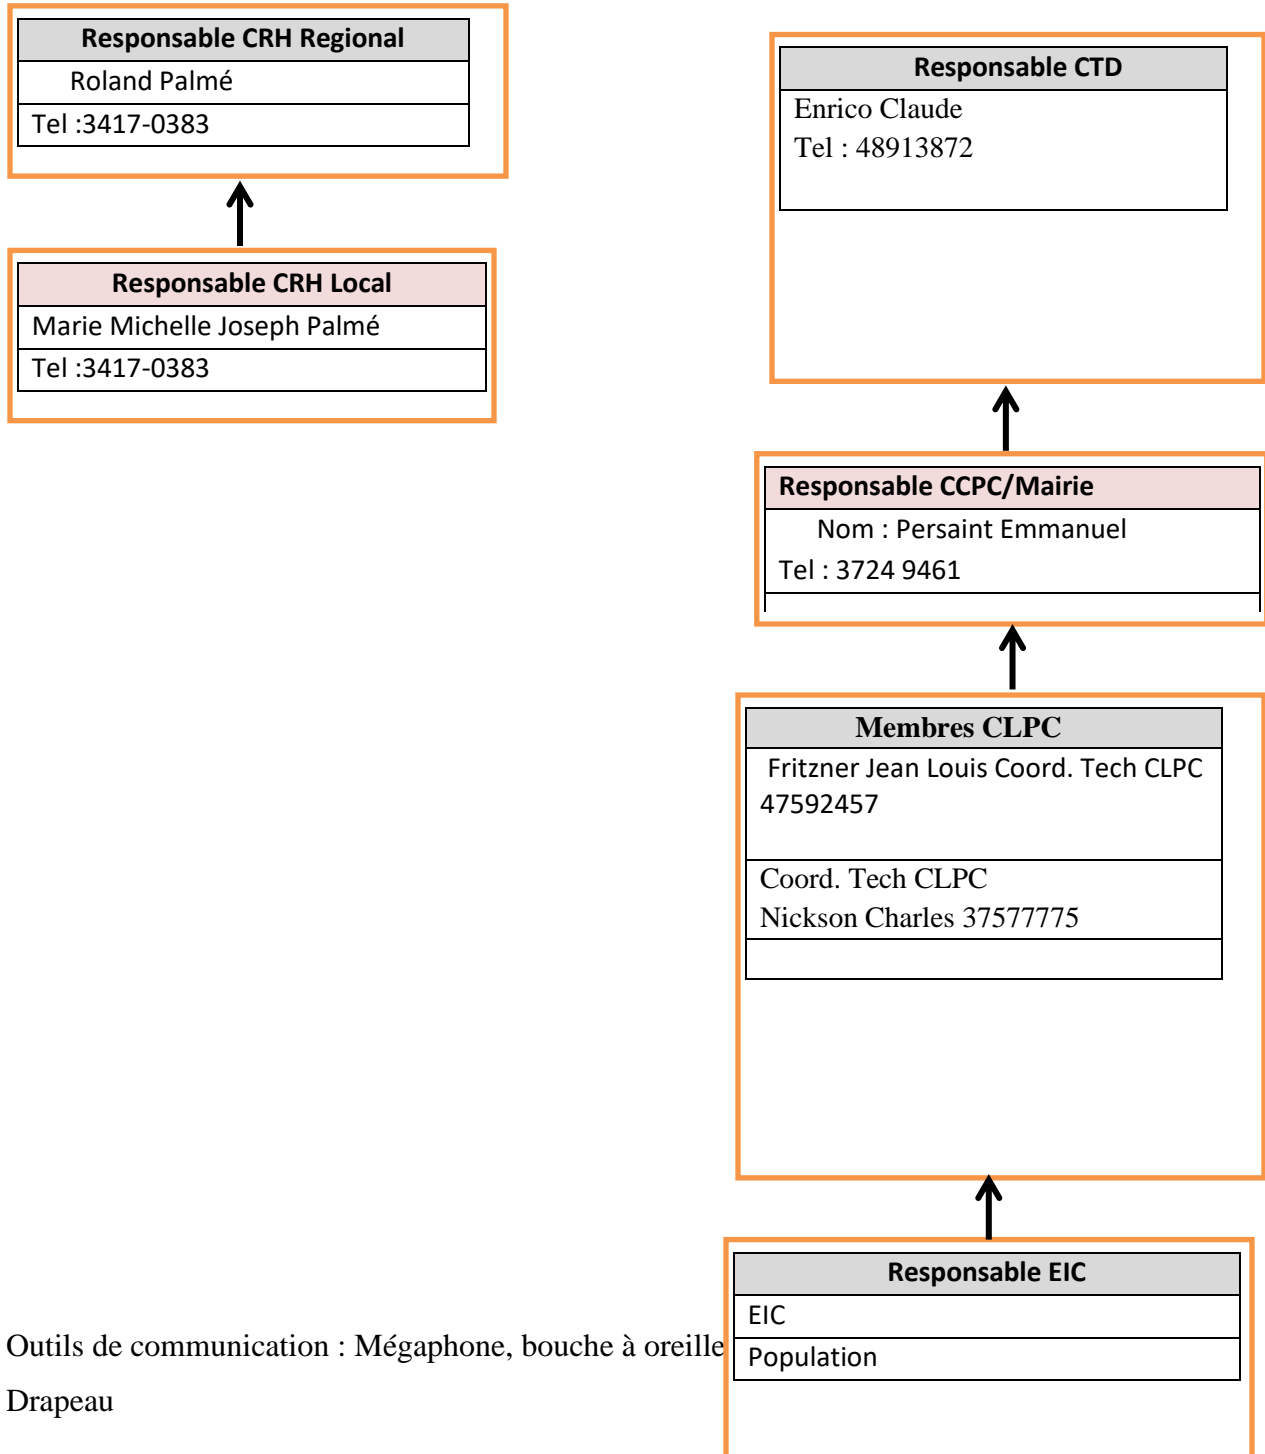 Responsable CRH Regional
Roland Palmé
Tel :3417-0383
Responsable CRH Local
Marie Michelle Joseph Palmé
Tel :3417-0383
Responsable CTD
Enrico Claude
Tel : 48913872
Responsable CCPC/Mairie
Nom : Persaint Emmanuel
Tel : 3724 9461
Membres CLPC
Fritzner Jean Louis Coord. Tech CLPC
47592457
Coord. Tech CLPC
Nickson Charles 37577775
Responsable EIC
EIC
Population
Outils de communication : Mégaphone, bouche à oreille
Drapeau